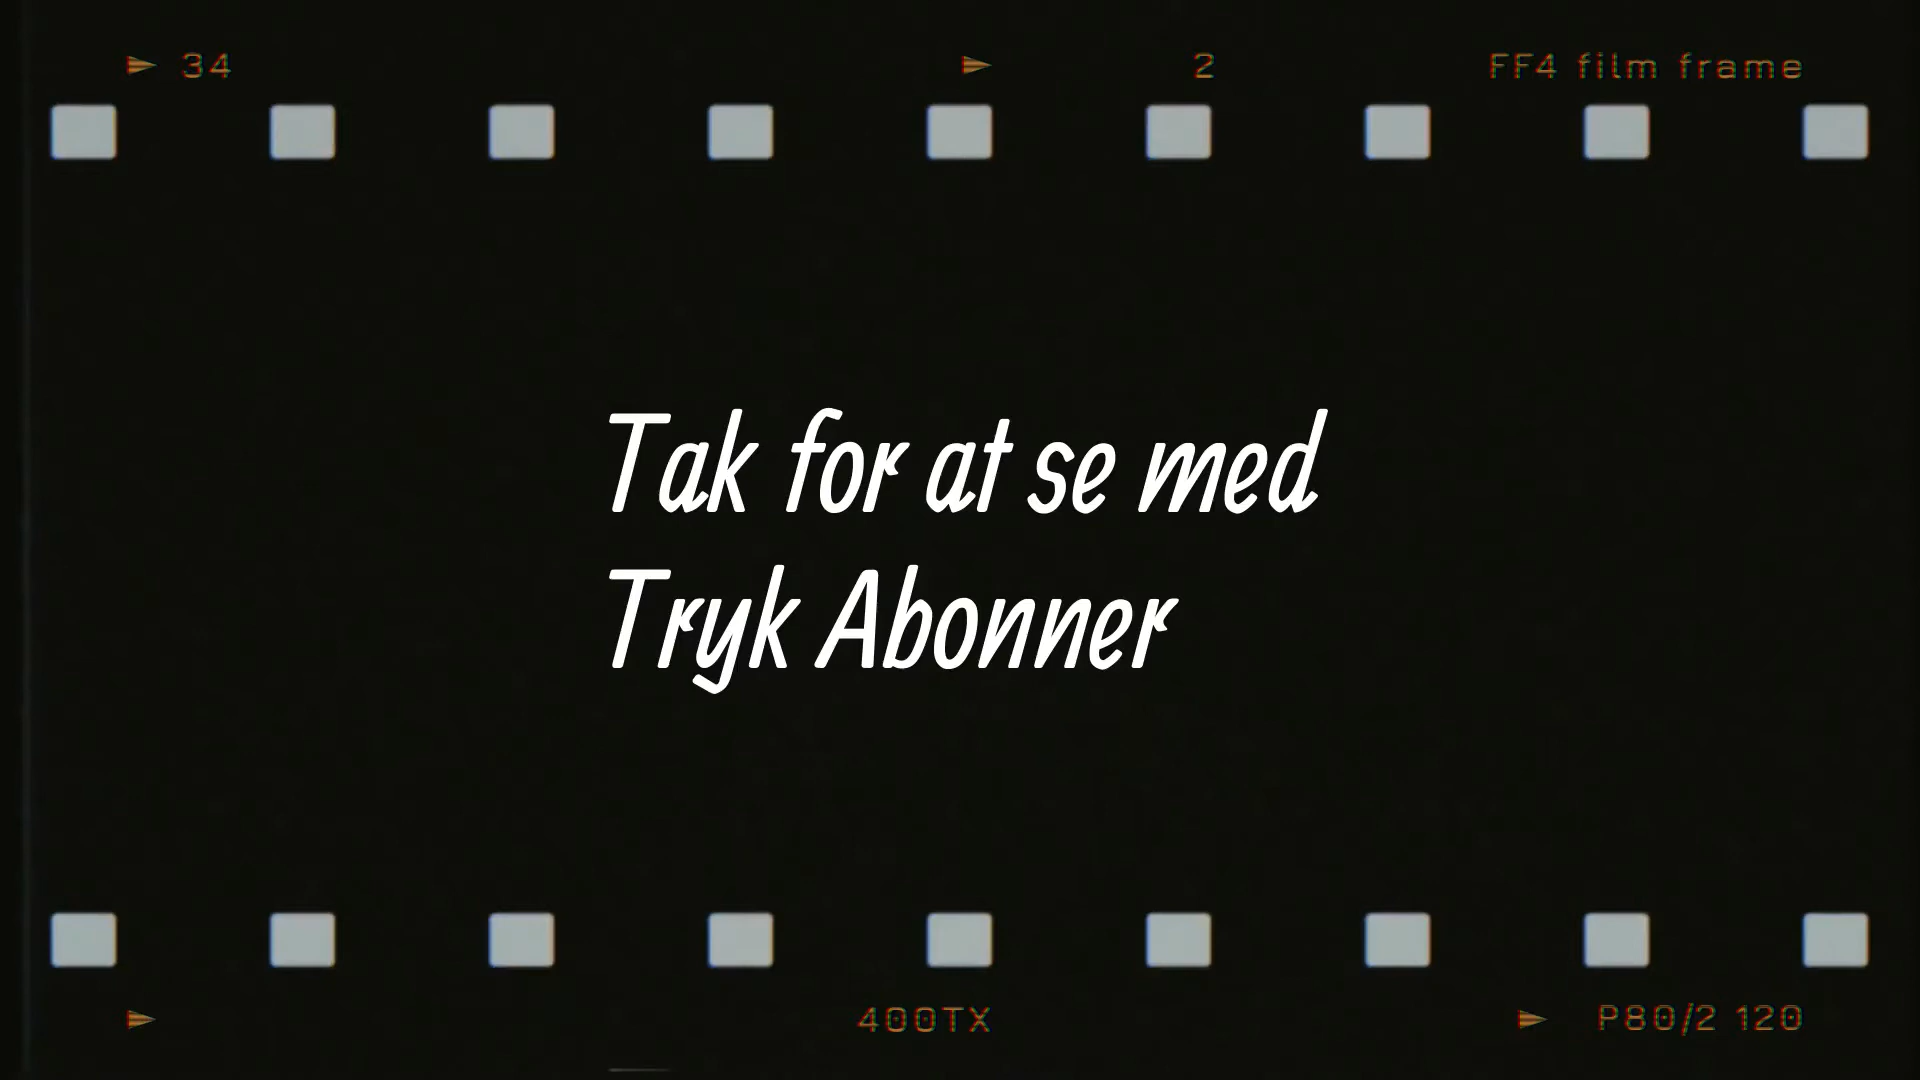 34 2 FF4 film frame
Tak for at se med
Tryk Abonner
400TX P80/2 120